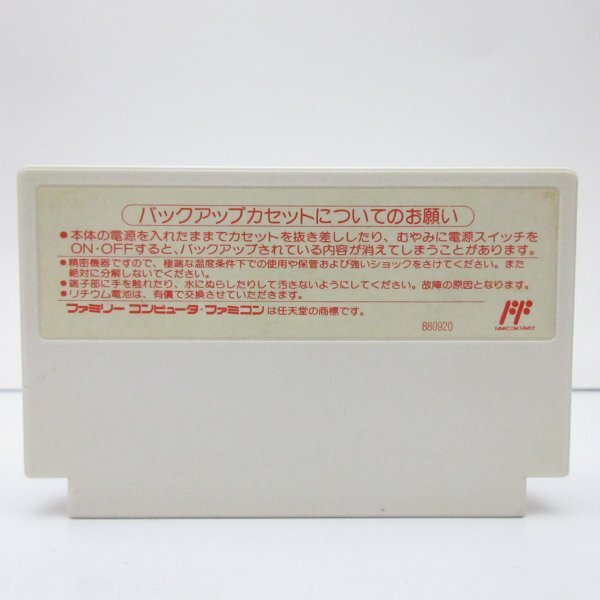 バックアップカセットについてのお願い
●本体の電源を入れたままでカセットを抜き差ししたり、むやみに電源スイッチを
ON・OFFすると、バックアップされている内容が消えてしまうことがあります。
●精密機器ですので、極端な温度条件下での使用や保管および強いショックをさけてください。また
絶対に分解しないでください。
●端子部に手を触れたり、水にぬらしたりして汚さないようにしてください。故障の原因となります。
●リチウム電池は、有償で交換させていただきます。
ファミリー コンピュータ・ファミコンは任天堂の商標です。
860920
FF
FAMICOM FAMILY